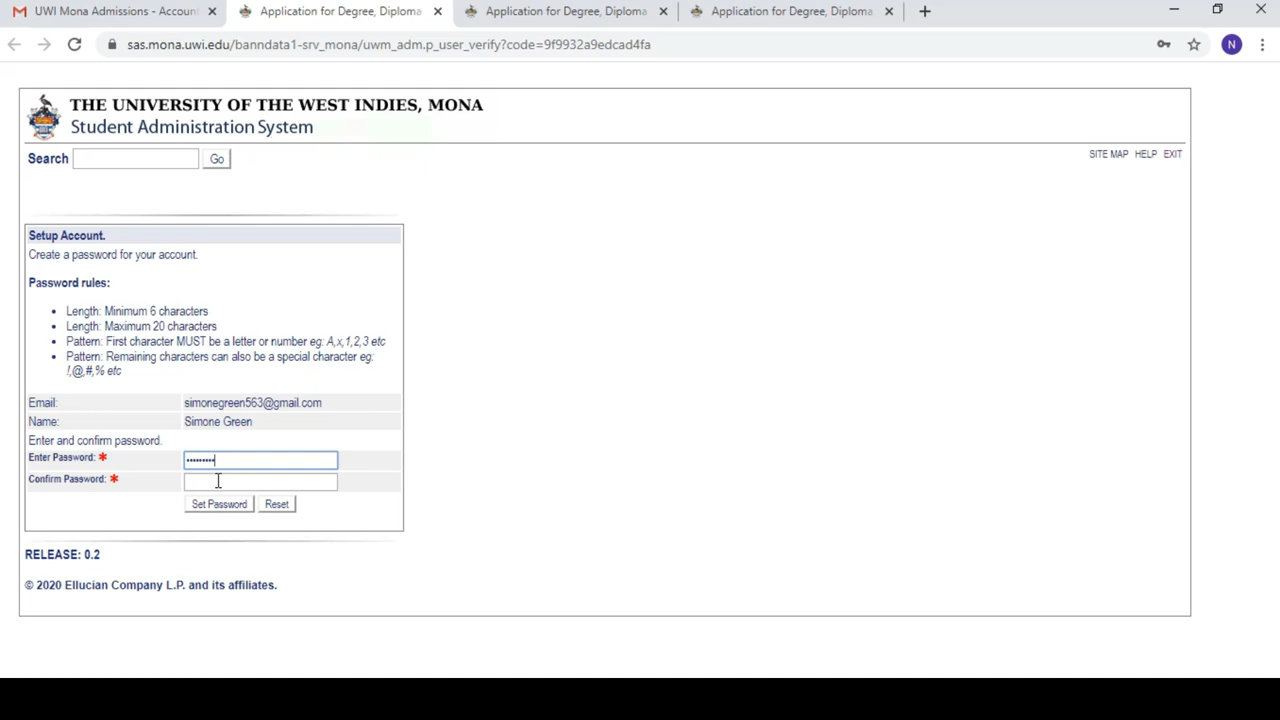 UWI Mona Admissions - Accoun
Application for Degree, Diploma
Application for Degree, Diploma
Application for Degree, Diploma
sas.mona.uwi.edu/banndata1-srv_mona/uwm_adm.p_user_verify?code=9f9932a9edcad4fa
N
THE UNIVERSITY OF THE WEST INDIES, MONA
Student Administration System
Search
Go
SITE MAP HELP EXIT
Setup Account.
Create a password for your account.
Password rules:
• Length: Minimum 6 characters
• Length: Maximum 20 characters
• Pattern: First character MUST be a letter or number eg: A,x,1,2,3 etc
• Pattern: Remaining characters can also be a special character eg:
!,@,#,% etc
Email: simonegreen563@gmail.com
Name: Simone Green
Enter and confirm password.
Enter Password: *
Confirm Password: *
Set Password Reset
RELEASE: 0.2
© 2020 Ellucian Company L.P. and its affiliates.